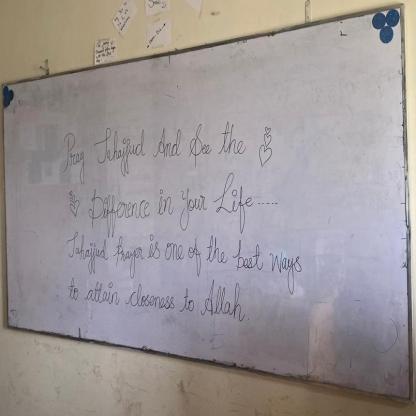 Pray Tahajjud And See the
Difference in Your Life.....
Tahajjud Prayer is one of the best Ways
to attain closeness to Allah.